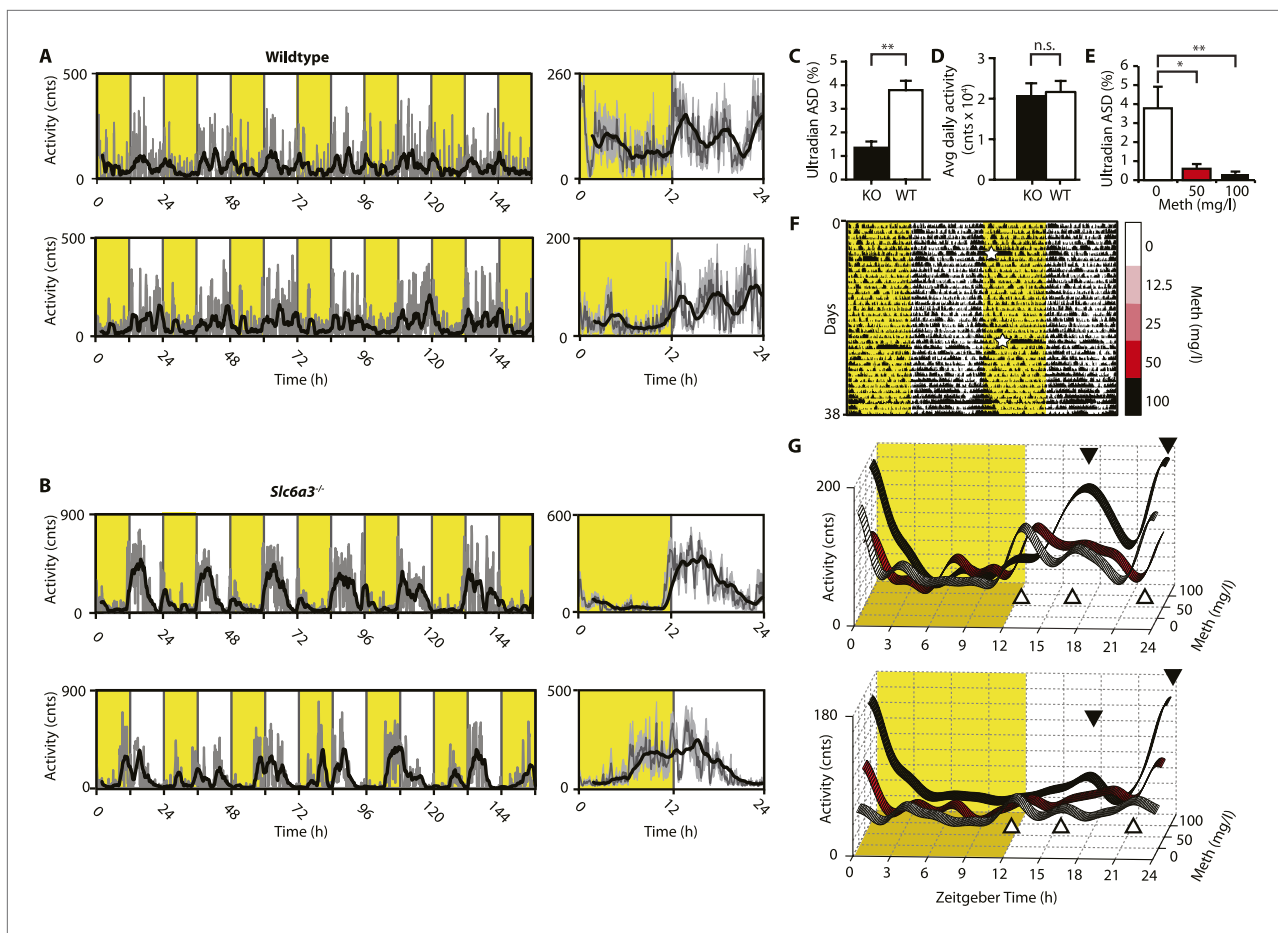 A
Wildtype
500
0
Activity (cnts)
0 24 48 72 96 120 144
260
0
0 12 24
500
0
Activity (cnts)
0 24 48 72 96 120 144
Time (h)
200
0
0 12 24
Time (h)
B
Slc6a3-/-
900
0
Activity (cnts)
0 24 48 72 96 120 144
600
0
0 12 24
900
0
Activity (cnts)
0 24 48 72 96 120 144
Time (h)
500
0
0 12 24
Time (h)
C
**
Ultradian ASD (%)
5
4
3
2
1
0
KO WT
D
n.s.
Avg daily activity
(cnts x 10⁴)
3
2
1
0
KO WT
E
**
*
Ultradian ASD (%)
6
5
4
3
2
1
0
0 50 100
Meth (mg/l)
F
0
Days
38
0
12.5
25
50
100
Meth (mg/l)
G
200
0
Activity (cnts)
0 3 6 9 12 15 18 21 24
0
50
100
Meth (mg/l)
180
0
Activity (cnts)
0 3 6 9 12 15 18 21 24
0
50
100
Meth (mg/l)
Zeitgeber Time (h)